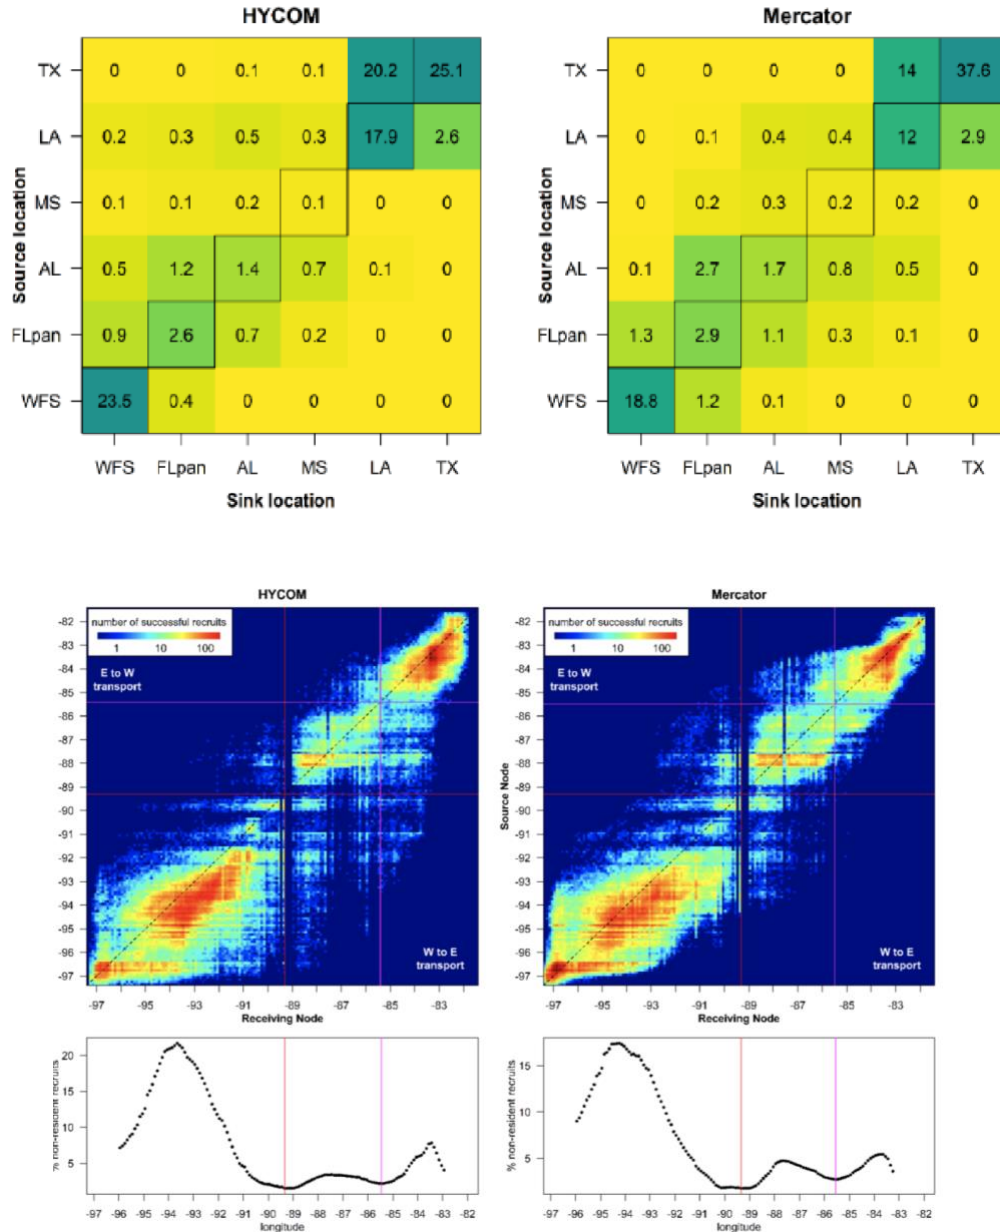 HYCOM
Mercator
Source location
TX 0 0 0.1 0.1 20.2 25.1
LA 0.2 0.3 0.5 0.3 17.9 2.6
MS 0.1 0.1 0.2 0.1 0 0
AL 0.5 1.2 1.4 0.7 0.1 0
FLpan 0.9 2.6 0.7 0.2 0 0
WFS 23.5 0.4 0 0 0 0
WFS FLpan AL MS LA TX
Sink location
Source location
TX 0 0 0 0 14 37.6
LA 0 0.1 0.4 0.4 12 2.9
MS 0 0.2 0.3 0.2 0.2 0
AL 0.1 2.7 1.7 0.8 0.5 0
FLpan 1.3 2.9 1.1 0.3 0.1 0
WFS 18.8 1.2 0.1 0 0 0
WFS FLpan AL MS LA TX
Sink location
HYCOM
number of successful recruits
1 10 100
E to W
transport
W to E
transport
-82
-83
-84
-85
-86
-87
-88
-89
-90
-91
-92
-93
-94
-95
-96
-97
-97 -95 -93 -91 -89 -87 -85 -83
Receiving Node
Mercator
number of successful recruits
1 10 100
E to W
transport
W to E
transport
Source Node
-82
-83
-84
-85
-86
-87
-88
-89
-90
-91
-92
-93
-94
-95
-96
-97
-97 -95 -93 -91 -89 -87 -85 -83
Receiving Node
% non-resident recruits
20
15
10
5
-97 -96 -95 -94 -93 -92 -91 -90 -89 -88 -87 -86 -85 -84 -83 -82
longitude
% non-resident recruits
15
10
5
-97 -96 -95 -94 -93 -92 -91 -90 -89 -88 -87 -86 -85 -84 -83 -82
longitude